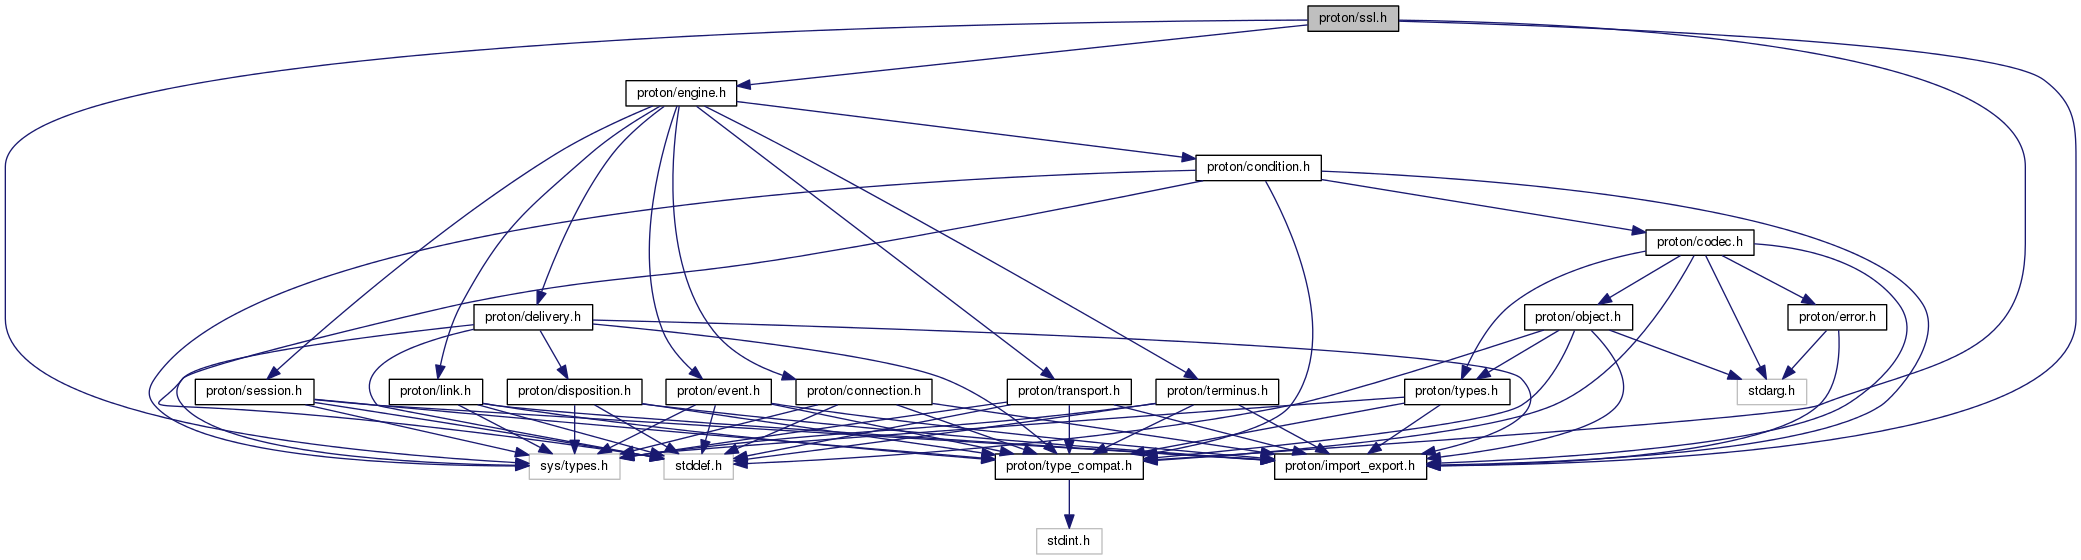 proton/ssl.h
proton/engine.h
proton/condition.h
proton/codec.h
proton/delivery.h
proton/object.h
proton/error.h
proton/session.h
proton/link.h
proton/disposition.h
proton/event.h
proton/connection.h
proton/transport.h
proton/terminus.h
proton/types.h
stdarg.h
sys/types.h
stddef.h
proton/type_compat.h
proton/import_export.h
stdint.h